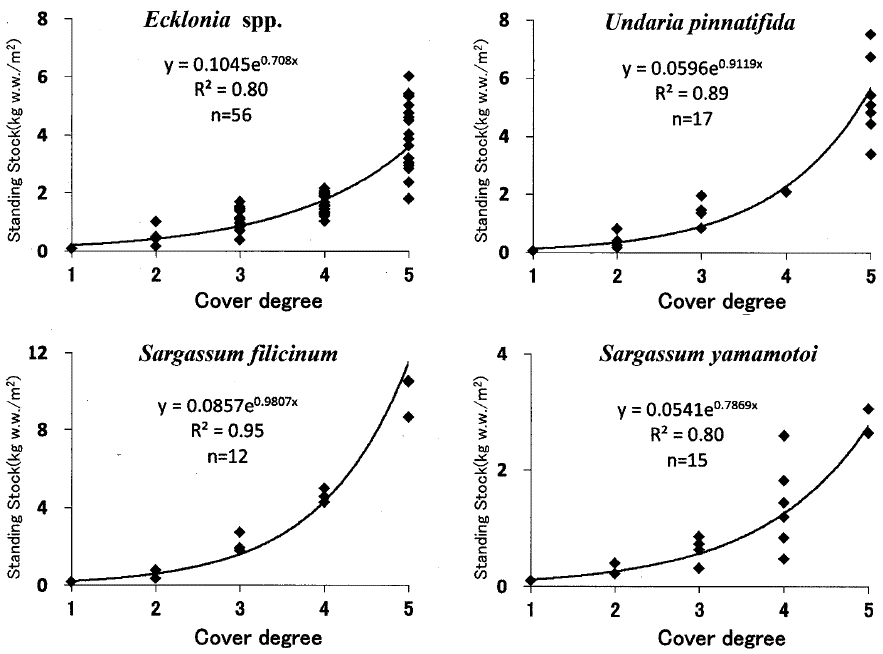 Ecklonia spp.
y = 0.1045e^0.708x
R² = 0.80
n=56
Standing Stock(kg w.w./m²)
8
6
4
2
0
1 2 3 4 5
Cover degree
Undaria pinnatifida
y = 0.0596e^0.9119x
R² = 0.89
n=17
Standing Stock(kg w.w./m²)
8
6
4
2
0
1 2 3 4 5
Cover degree
Sargassum filicinum
y = 0.0857e^0.9807x
R² = 0.95
n=12
Standing Stock(kg w.w./m²)
12
8
4
0
1 2 3 4 5
Cover degree
Sargassum yamamotoi
y = 0.0541e^0.7869x
R² = 0.80
n=15
Standing Stock(kg w.w./m²)
4
2
0
1 2 3 4 5
Cover degree